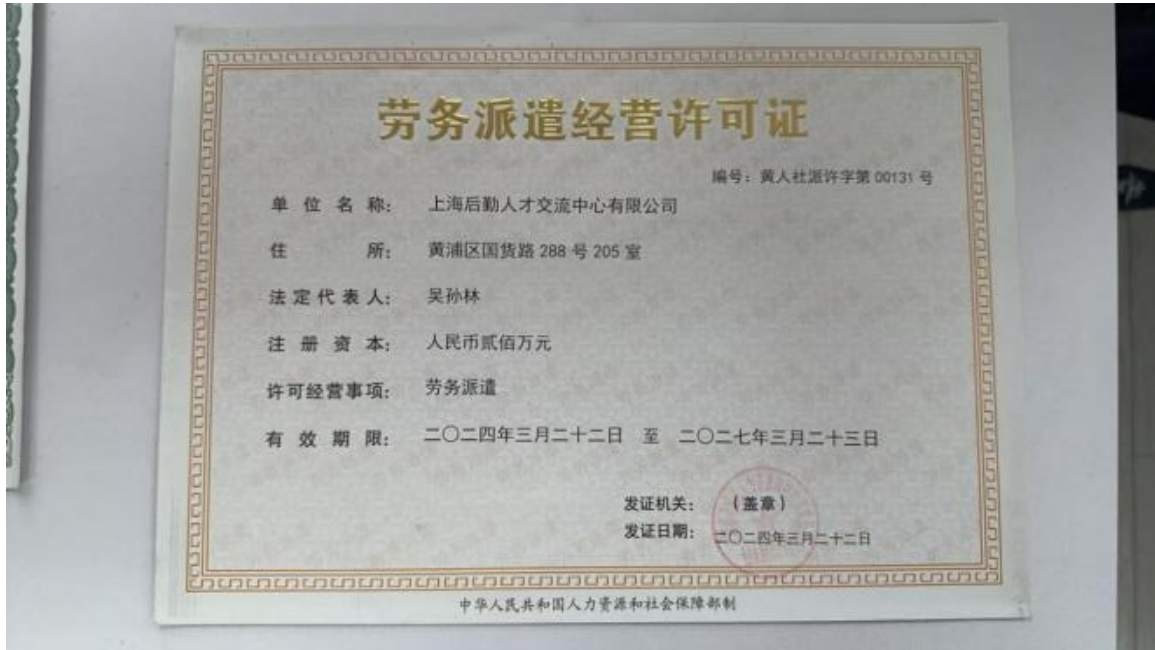 劳务派遣经营许可证
编号：黄人社派许字第 00131 号
单位名称： 上海后勤人才交流中心有限公司
住所： 黄浦区国货路 288 号 205 室
法定代表人： 吴孙林
注册资本： 人民币贰佰万元
许可经营事项： 劳务派遣
有效期限： 二〇二四年三月二十二日 至 二〇二七年三月二十三日
发证机关： （盖章）
发证日期： 二〇二四年三月二十二日
中华人民共和国人力资源和社会保障部制